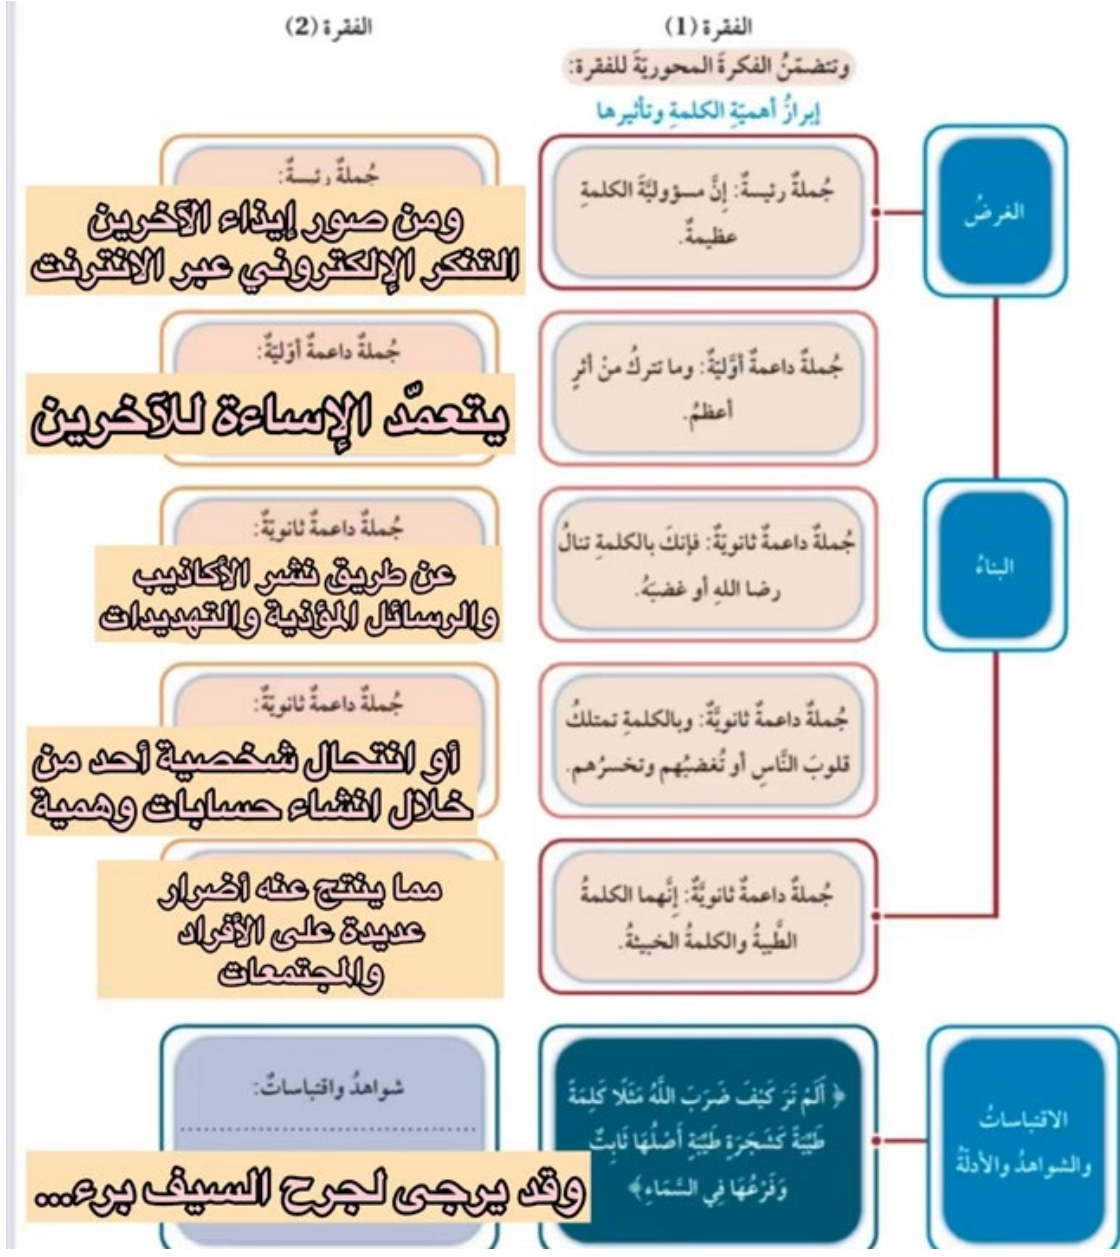 الفقرة (1)
الفقرة (2)
وتتضمّنُ الفكرةَ المحوريّةَ للفقرة:
إبرازُ أهميّةِ الكلمةِ وتأثيرها
الغرضُ
جُملةٌ رئيسةٌ: إنَّ مسؤوليَّةَ الكلمةِ
عظيمةٌ.
جُملةٌ رئيسةٌ:
ومن صور إيذاء الآخرين
التنكر الإلكتروني عبر الانترنت
جُملةٌ داعمةٌ أوَّليّةٌ: وما تتركُ منْ أثرٍ
أعظمُ.
جُملةٌ داعمةٌ أوّليّةٌ:
يتعمّد الإساءة للآخرين
البناءُ
جُملةٌ داعمةٌ ثانويّةٌ: فإنكَ بالكلمةِ تنالُ
رضا اللهِ أو غضبَهُ.
جُملةٌ داعمةٌ ثانويّةٌ:
عن طريق نشر الأكاذيب
والرسائل المؤذية والتهديدات
جُملةٌ داعمةٌ ثانويَّةٌ: وبالكلمةِ تمتلكُ
قلوبَ النَّاسِ أو تُغضبُهم وتخسرُهم.
جُملةٌ داعمةٌ ثانويّةٌ:
أو انتحال شخصية أحد من
خلال انشاء حسابات وهمية
جُملةٌ داعمةٌ ثانويَّةٌ: إنَّهما الكلمةُ
الطَّيبةُ والكلمةُ الخبيثةُ.
مما ينتج عنه أضرار
عديدة على الأفراد
والمجتمعات
الاقتباساتُ
والشواهدُ والأدلّةُ
﴿ أَلَمْ تَرَ كَيْفَ ضَرَبَ اللَّهُ مَثَلًا كَلِمَةً
طَيِّبَةً كَشَجَرَةٍ طَيِّبَةٍ أَصْلُهَا ثَابِتٌ
وَفَرْعُهَا فِي السَّمَاءِ﴾
شواهدُ واقتباساتٌ:
وقد يرجى لجرح السيف برء...